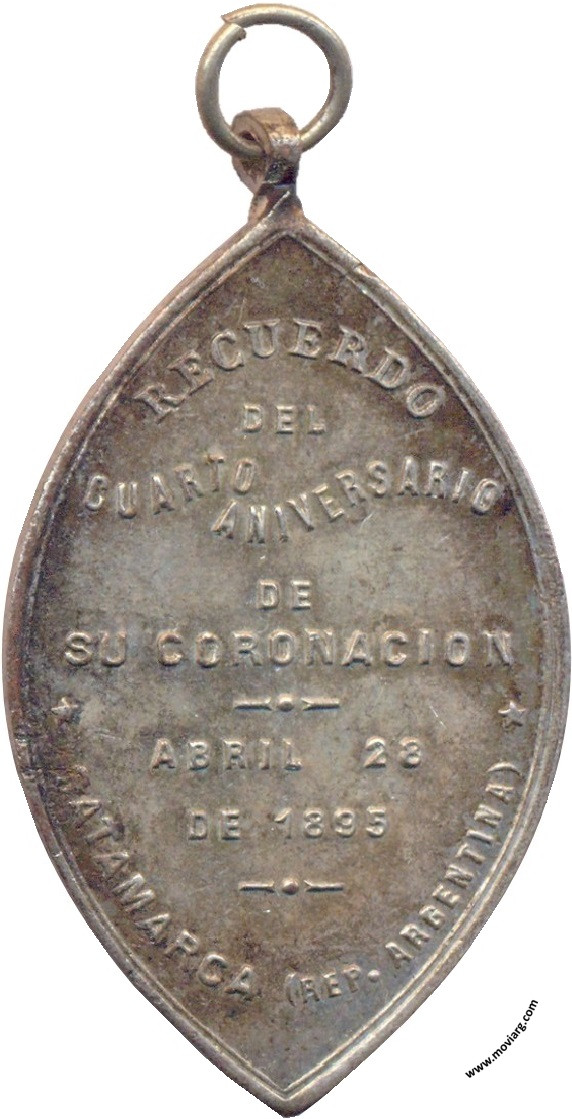 RECUERDO
DEL
CUARTO ANIVERSARIO
DE
SU CORONACION
ABRIL 28
DE 1895
★ CATAMARCA (REP. ARGENTINA) ★
www.moviarg.com